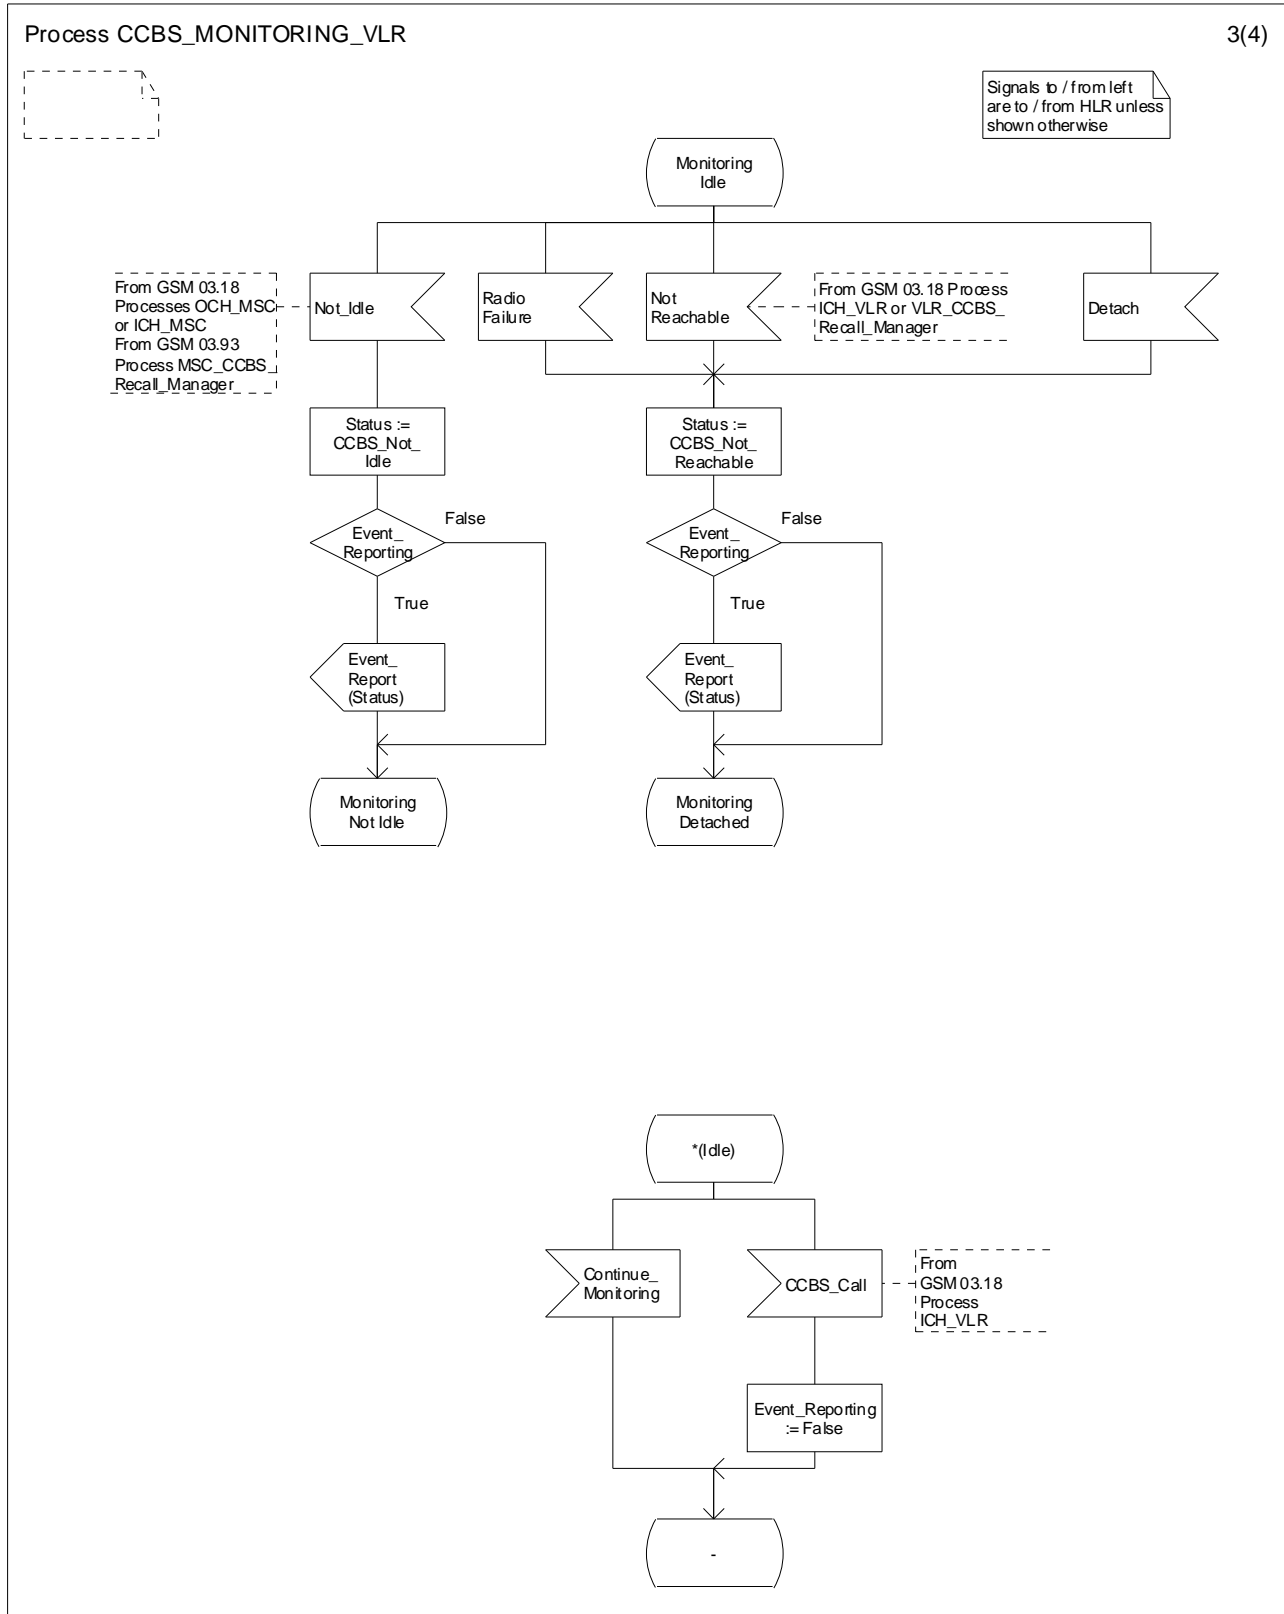 Process CCBS_MONITORING_VLR
3(4)
Signals to / from left
are to / from HLR unless
shown otherwise
Monitoring
Idle
From GSM 03.18
Processes OCH_MSC
or ICH_MSC
From GSM 03.93
Process MSC_CCBS_
Recall_Manager
Not_Idle
Radio
Failure
Not
Reachable
From GSM 03.18 Process
ICH_VLR or VLR_CCBS_
Recall_Manager
Detach
Status :=
CCBS_Not_
Idle
Status :=
CCBS_Not_
Reachable
Event_
Reporting
False
True
Event_
Reporting
False
True
Event_
Report
(Status)
Event_
Report
(Status)
Monitoring
Not Idle
Monitoring
Detached
*(Idle)
Continue_
Monitoring
CCBS_Call
From
GSM 03.18
Process
ICH_VLR
Event_Reporting
:= False
-